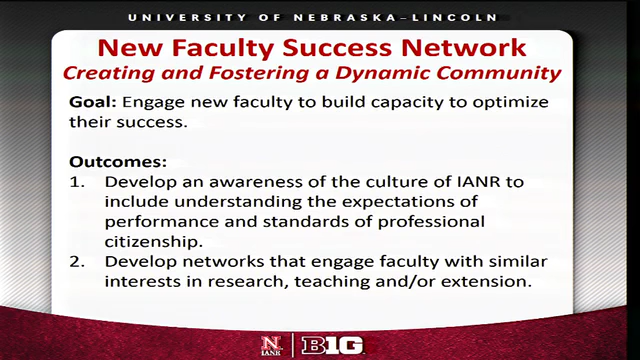 UNIVERSITY OF NEBRASKA–LINCOLN
New Faculty Success Network
Creating and Fostering a Dynamic Community
Goal: Engage new faculty to build capacity to optimize
their success.
Outcomes:
1. Develop an awareness of the culture of IANR to
include understanding the expectations of
performance and standards of professional
citizenship.
2. Develop networks that engage faculty with similar
interests in research, teaching and/or extension.
N
IANR
B1G